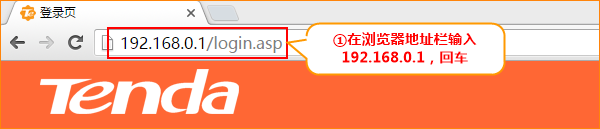 登录页
192.168.0.1/login.asp
①在浏览器地址栏输入
192.168.0.1，回车
Tenda